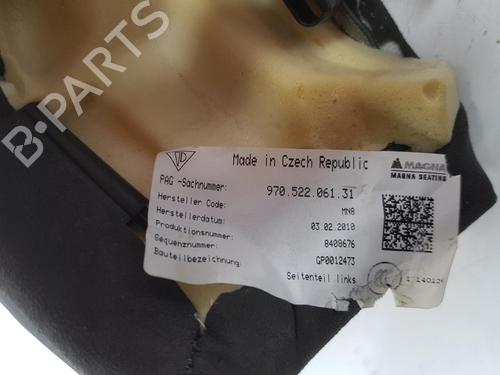 B-PARTS
Made in Czech Republic
MAGNA
MAGNA SEATING
PAG -Sachnummer: 970.522.061.31
Hersteller Code: MN8
Herstellerdatum: 03.02.2010
Produktionsnummer: 8408676
Sequenznummer: GP0012473
Bauteilbezeichnung: Seitenteil links